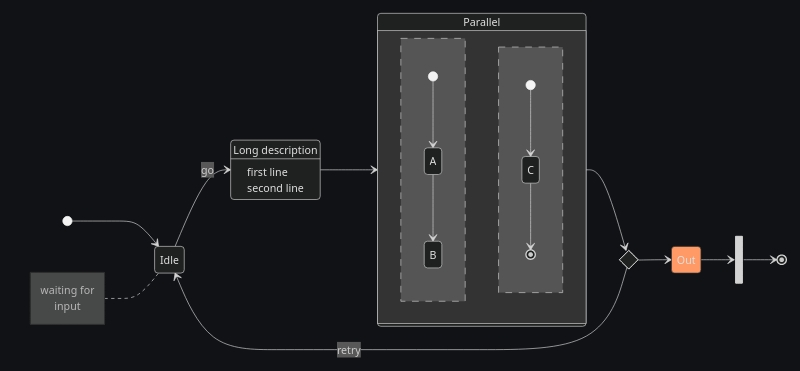 Parallel
Long description
first line
second line
go
A
C
B
Idle
Out
waiting for
input
retry